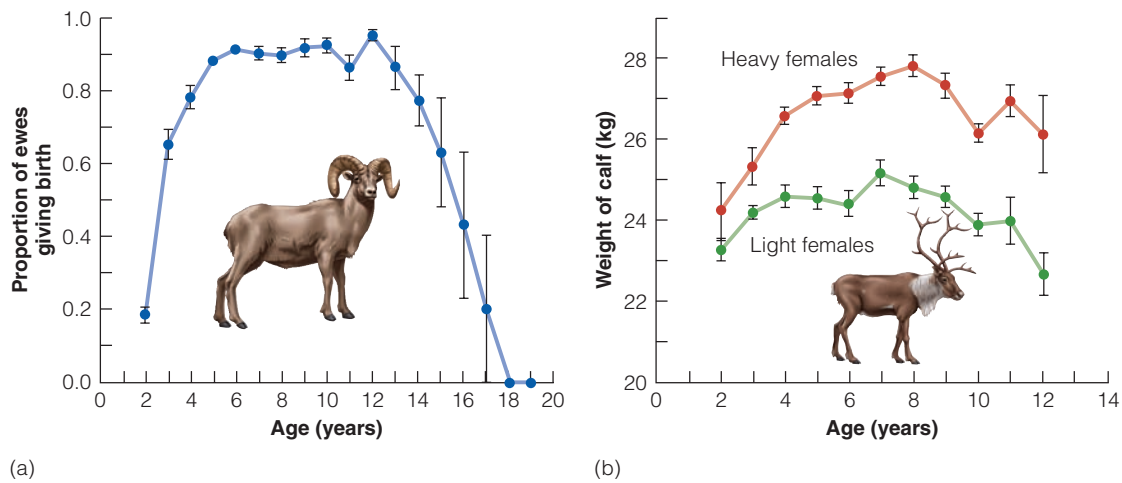 Proportion of ewes
giving birth
1.0
0.8
0.6
0.4
0.2
0.0
0 2 4 6 8 10 12 14 16 18 20
Age (years)
(a)
Weight of calf (kg)
28
26
24
22
20
Heavy females
Light females
0 2 4 6 8 10 12 14
Age (years)
(b)